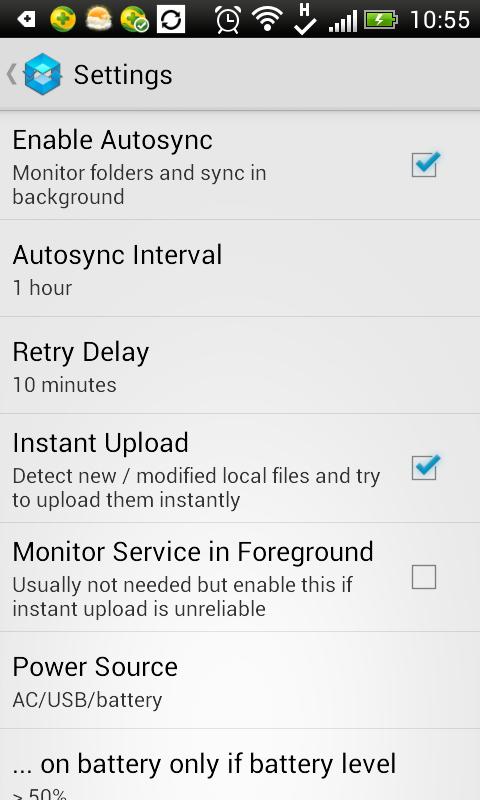 H
10:55
Settings
Enable Autosync
Monitor folders and sync in
background
Autosync Interval
1 hour
Retry Delay
10 minutes
Instant Upload
Detect new / modified local files and try
to upload them instantly
Monitor Service in Foreground
Usually not needed but enable this if
instant upload is unreliable
Power Source
AC/USB/battery
... on battery only if battery level
> 50%